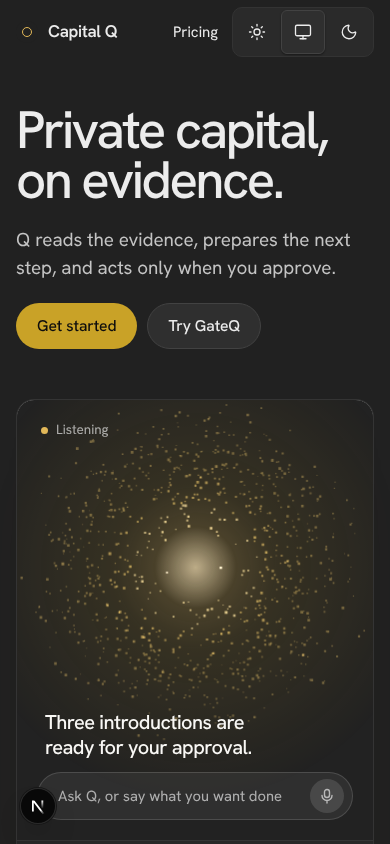 Capital Q
Pricing
Private capital,
on evidence.
Q reads the evidence, prepares the next
step, and acts only when you approve.
Get started
Try GateQ
Listening
Three introductions are
ready for your approval.
Ask Q, or say what you want done
N